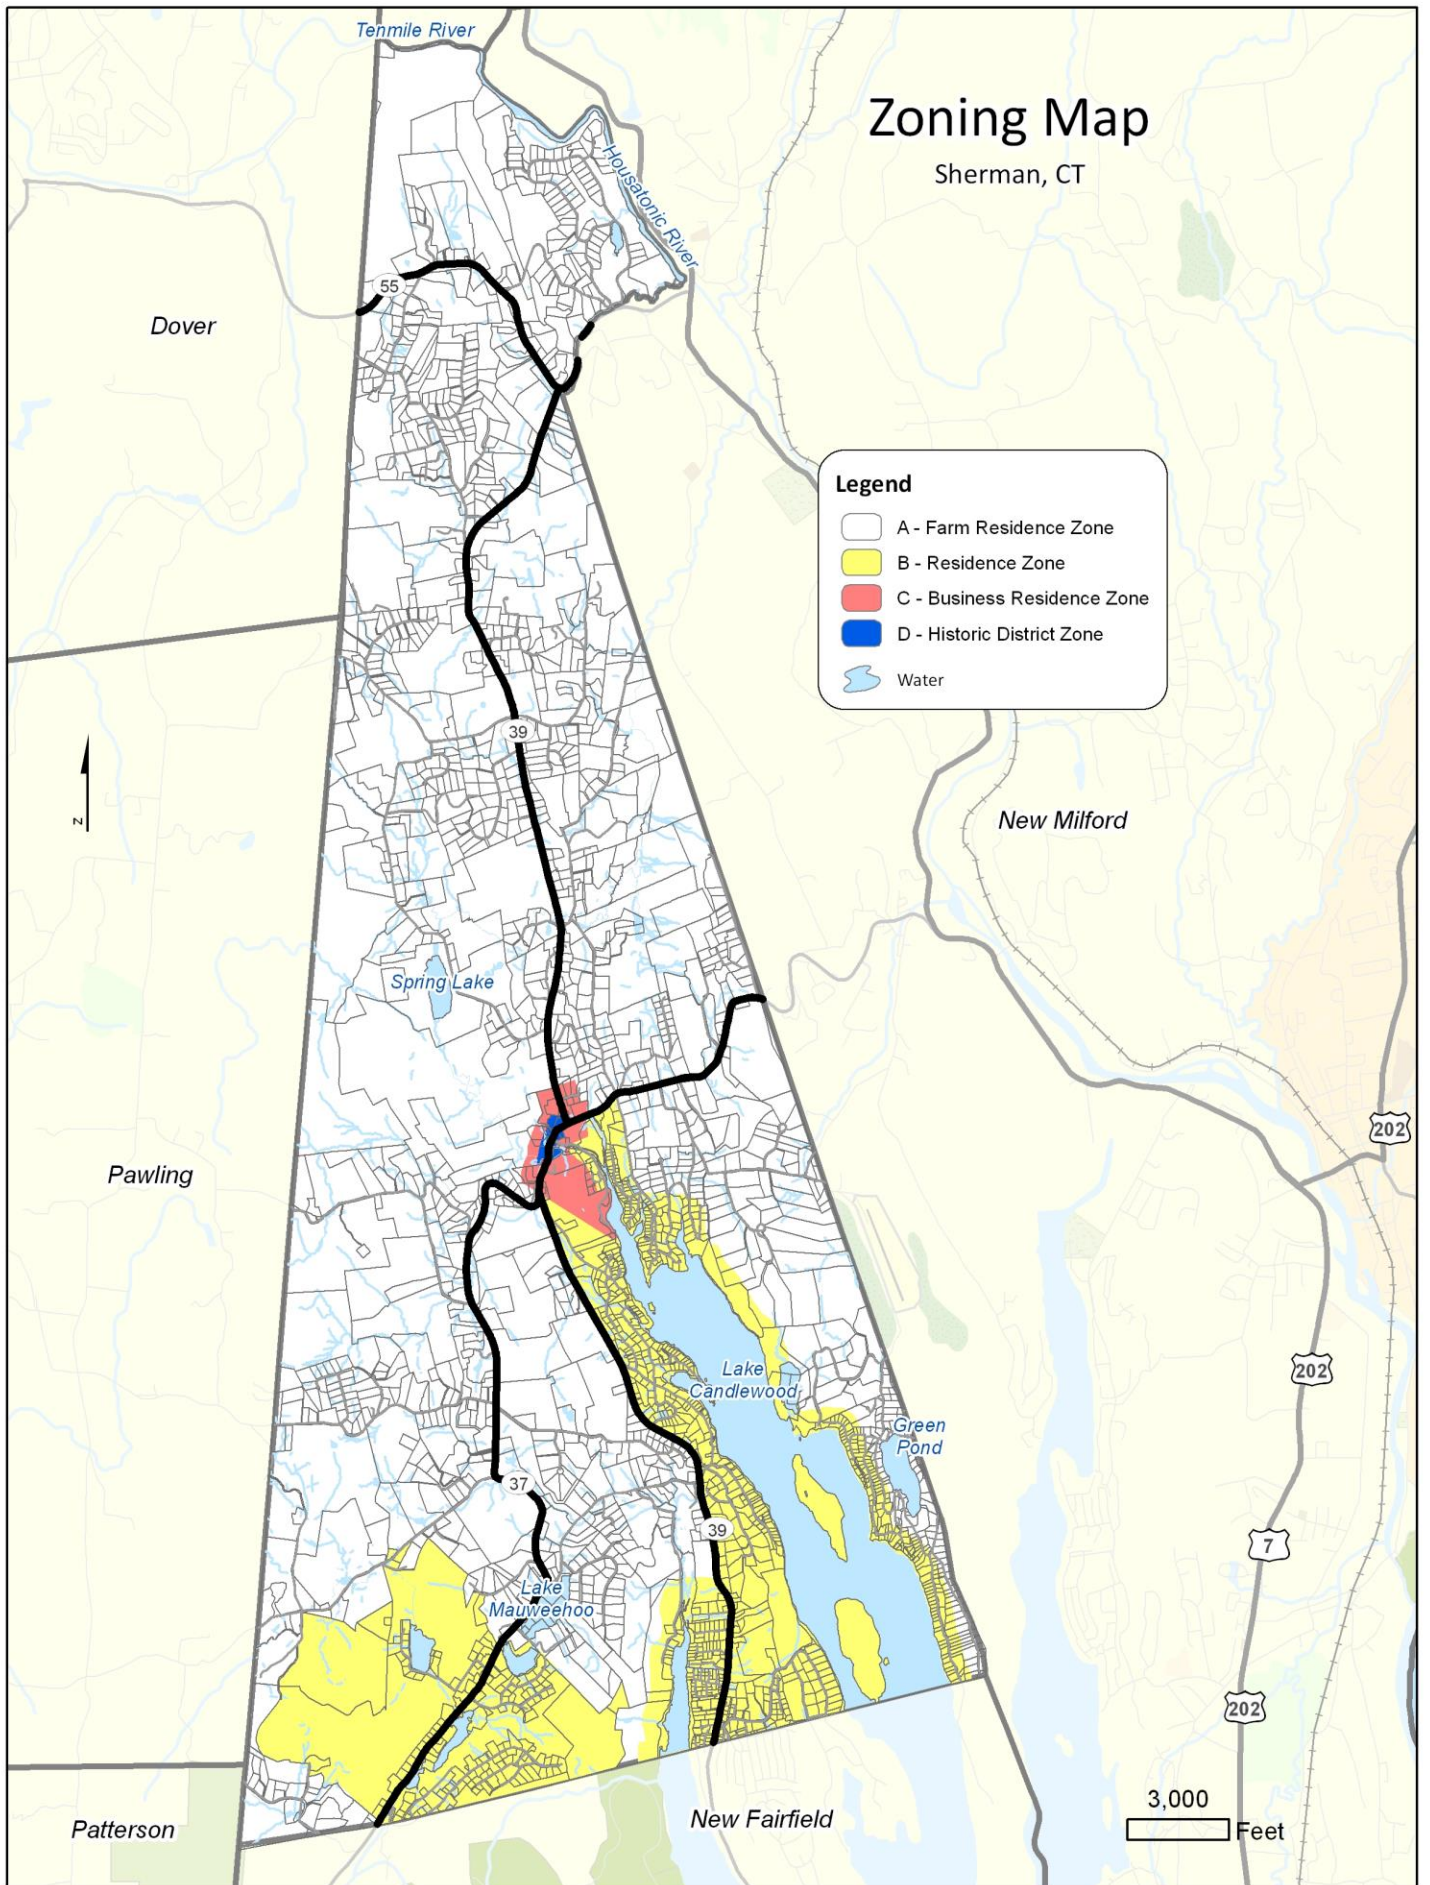 Tenmile River
Zoning Map
Sherman, CT
Housatonic River
55
Dover
Legend
A - Farm Residence Zone
B - Residence Zone
C - Business Residence Zone
D - Historic District Zone
Water
39
z
New Milford
Spring Lake
202
Pawling
Lake
Candlewood
202
Green
Pond
37
39
7
Lake
Mauweehoo
202
3,000
Feet
New Fairfield
Patterson